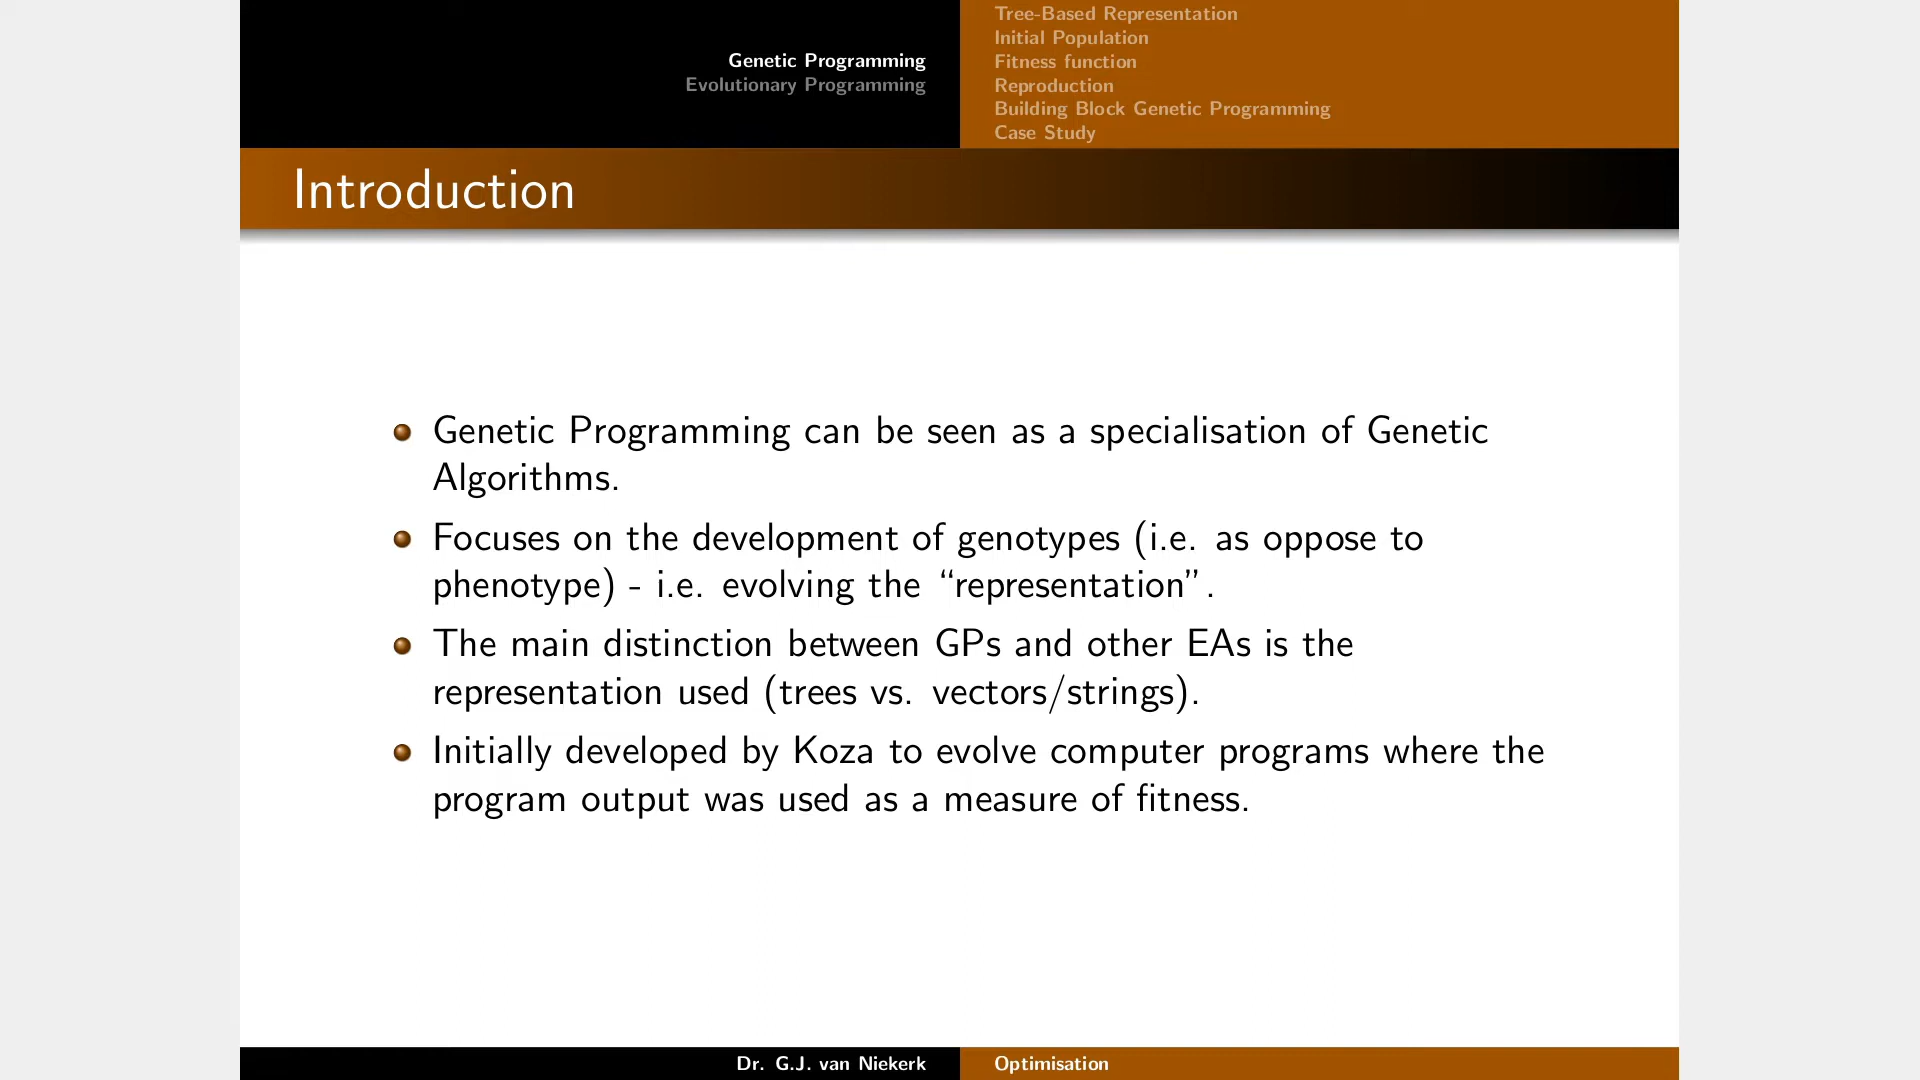 Genetic Programming
Evolutionary Programming
Tree-Based Representation
Initial Population
Fitness function
Reproduction
Building Block Genetic Programming
Case Study
Introduction
Genetic Programming can be seen as a specialisation of Genetic
Algorithms.
Focuses on the development of genotypes (i.e. as oppose to
phenotype) - i.e. evolving the “representation”.
The main distinction between GPs and other EAs is the
representation used (trees vs. vectors/strings).
Initially developed by Koza to evolve computer programs where the
program output was used as a measure of fitness.
Dr. G.J. van Niekerk
Optimisation